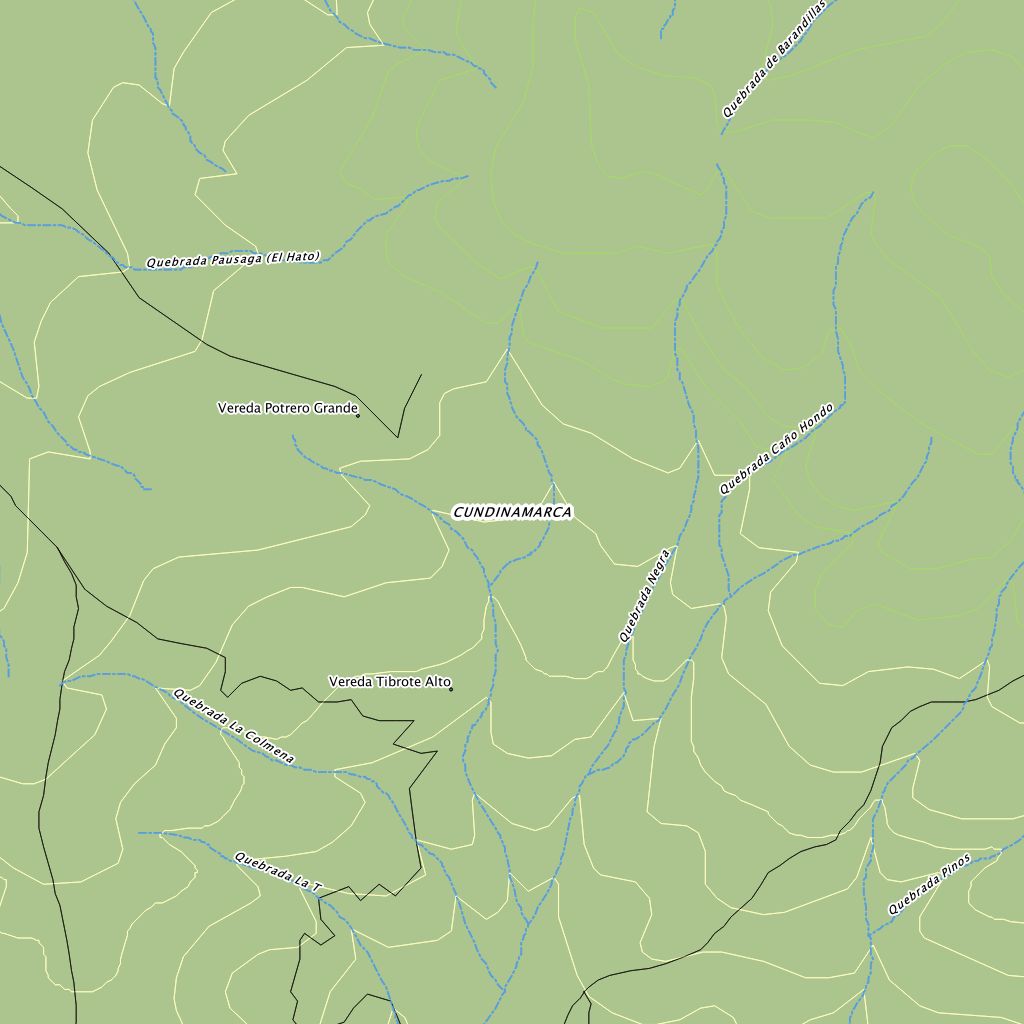 Quebrada de Barandillas
Quebrada Pausaga (El Hato)
Vereda Potrero Grande
Quebrada Caño Hondo
CUNDINAMARCA
Quebrada Negra
Vereda Tibrote Alto
Quebrada La Colmena
Quebrada La T
Quebrada Pinos